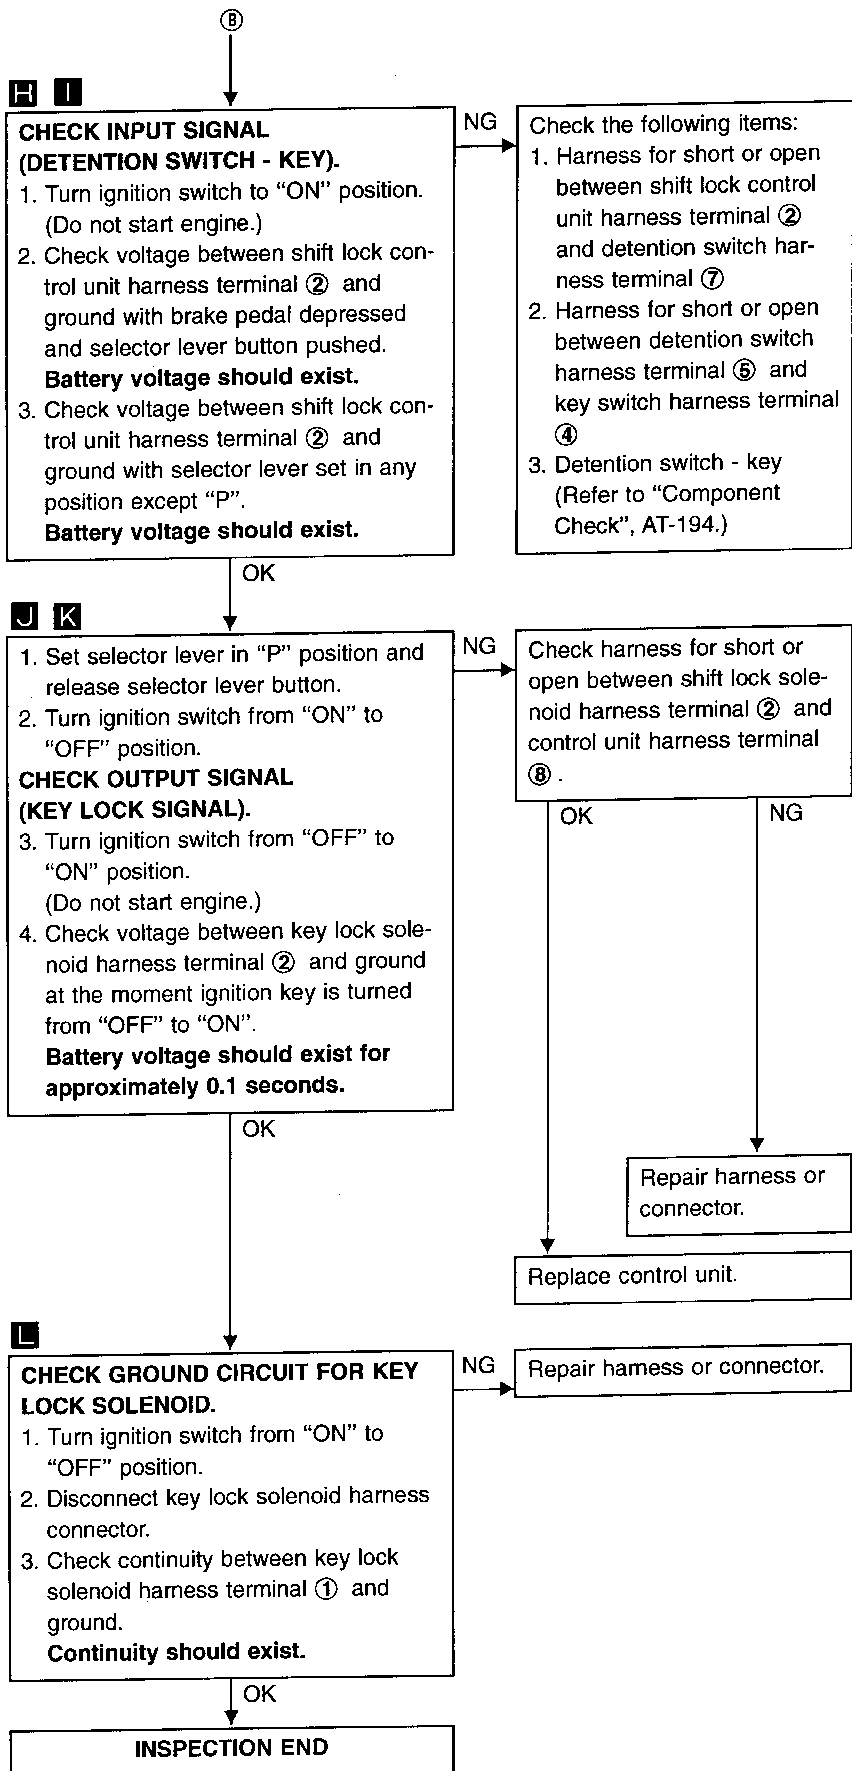 Ⓑ
H I
CHECK INPUT SIGNAL
(DETENTION SWITCH - KEY).
1. Turn ignition switch to “ON” position.
(Do not start engine.)
2. Check voltage between shift lock con-
trol unit harness terminal ② and
ground with brake pedal depressed
and selector lever button pushed.
Battery voltage should exist.
3. Check voltage between shift lock con-
trol unit harness terminal ② and
ground with selector lever set in any
position except “P”.
Battery voltage should exist.
NG
Check the following items:
1. Harness for short or open
between shift lock control
unit harness terminal ②
and detention switch har-
ness terminal ⑦
2. Harness for short or open
between detention switch
harness terminal ⑤ and
key switch harness terminal
④
3. Detention switch - key
(Refer to “Component
Check”, AT-194.)
OK
J K
1. Set selector lever in “P” position and
release selector lever button.
2. Turn ignition switch from “ON” to
“OFF” position.
CHECK OUTPUT SIGNAL
(KEY LOCK SIGNAL).
3. Turn ignition switch from “OFF” to
“ON” position.
(Do not start engine.)
4. Check voltage between key lock sole-
noid harness terminal ② and ground
at the moment ignition key is turned
from “OFF” to “ON”.
Battery voltage should exist for
approximately 0.1 seconds.
NG
Check harness for short or
open between shift lock sole-
noid harness terminal ② and
control unit harness terminal
⑧ .
OK
NG
OK
Repair harness or
connector.
Replace control unit.
L
CHECK GROUND CIRCUIT FOR KEY
LOCK SOLENOID.
1. Turn ignition switch from “ON” to
“OFF” position.
2. Disconnect key lock solenoid harness
connector.
3. Check continuity between key lock
solenoid harness terminal ① and
ground.
Continuity should exist.
NG
Repair harness or connector.
OK
INSPECTION END